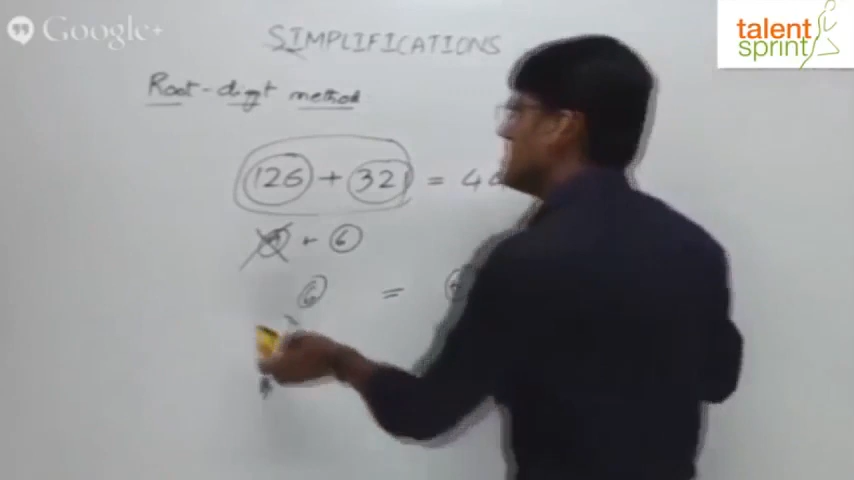 Google+
talent
sprint
SIMPLIFICATIONS
Root-digit method
126 + 321 = 44
+ 6
6 =